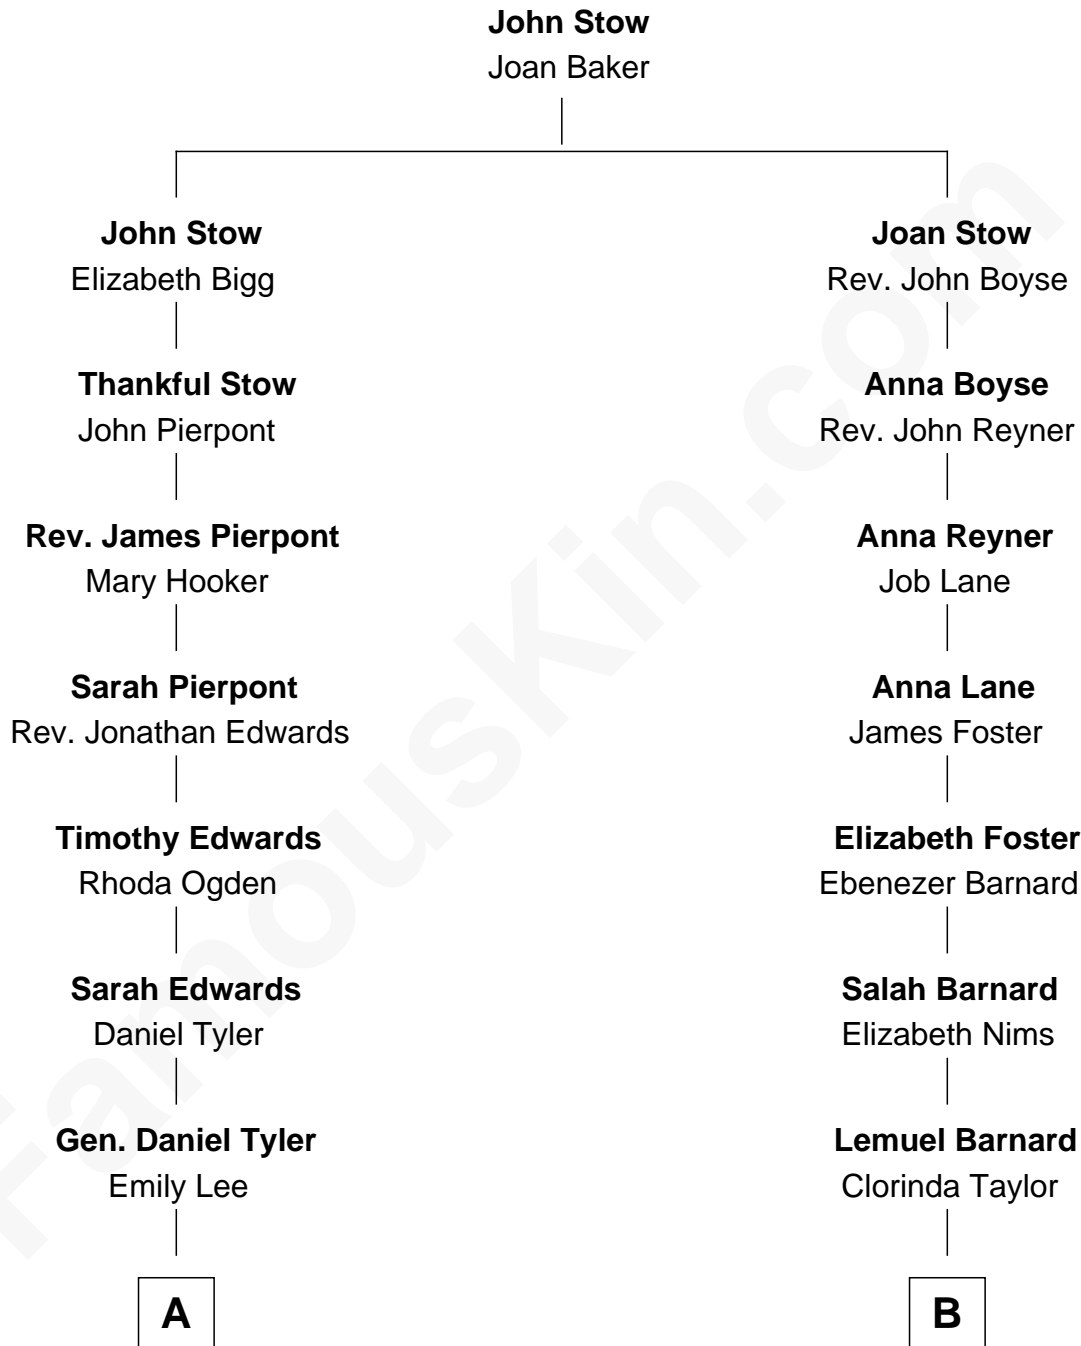 John Stow
Joan Baker
John Stow
Elizabeth Bigg
Joan Stow
Rev. John Boyse
Thankful Stow
John Pierpont
Anna Boyse
Rev. John Reyner
Rev. James Pierpont
Mary Hooker
Anna Reyner
Job Lane
Sarah Pierpont
Rev. Jonathan Edwards
Anna Lane
James Foster
Timothy Edwards
Rhoda Ogden
Elizabeth Foster
Ebenezer Barnard
Sarah Edwards
Daniel Tyler
Salah Barnard
Elizabeth Nims
Gen. Daniel Tyler
Emily Lee
Lemuel Barnard
Clorinda Taylor
A
B
FamousKin.com